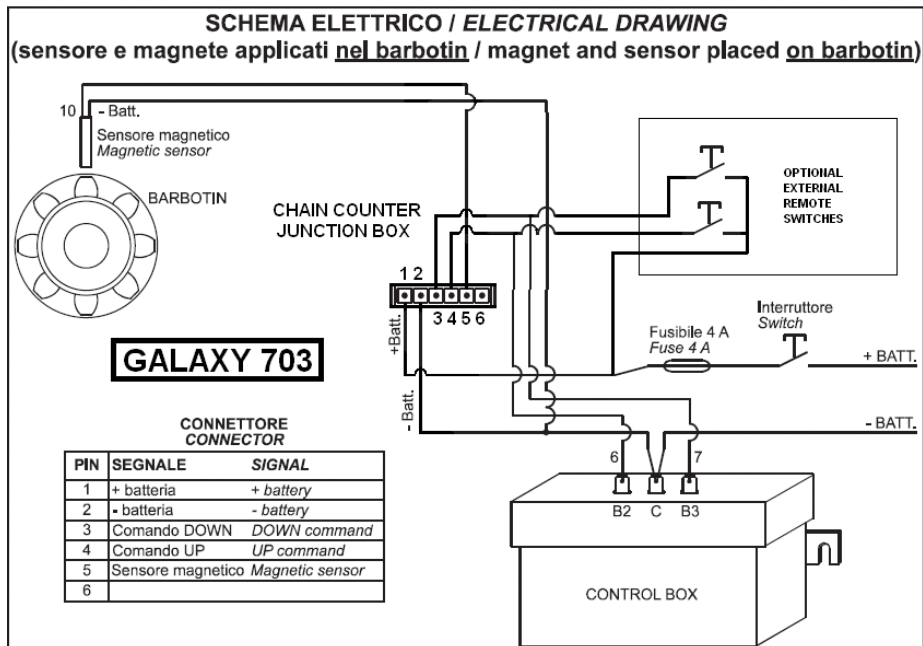 SCHEMA ELETTRICO / ELECTRICAL DRAWING
(sensore e magnete applicati nel barbotin / magnet and sensor placed on barbotin)
10
- Batt.
Sensore magnetico
Magnetic sensor
BARBOTIN
CHAIN COUNTER
JUNCTION BOX
OPTIONAL
EXTERNAL
REMOTE
SWITCHES
1 2
3 4 5 6
+Batt.
- Batt.
Fusibile 4 A
Fuse 4 A
Interruttore
Switch
+ BATT.
- BATT.
GALAXY 703
6
7
B2 C B3
CONTROL BOX
CONNETTORE
CONNECTOR
PIN SEGNALE SIGNAL
1 + batteria + battery
2 - batteria - battery
3 Comando DOWN DOWN command
4 Comando UP UP command
5 Sensore magnetico Magnetic sensor
6